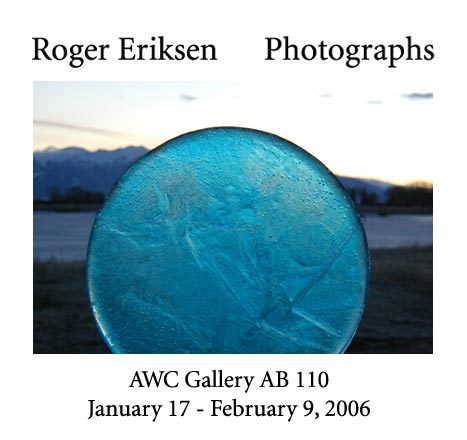 Roger Eriksen Photographs
AWC Gallery AB 110
January 17 - February 9, 2006